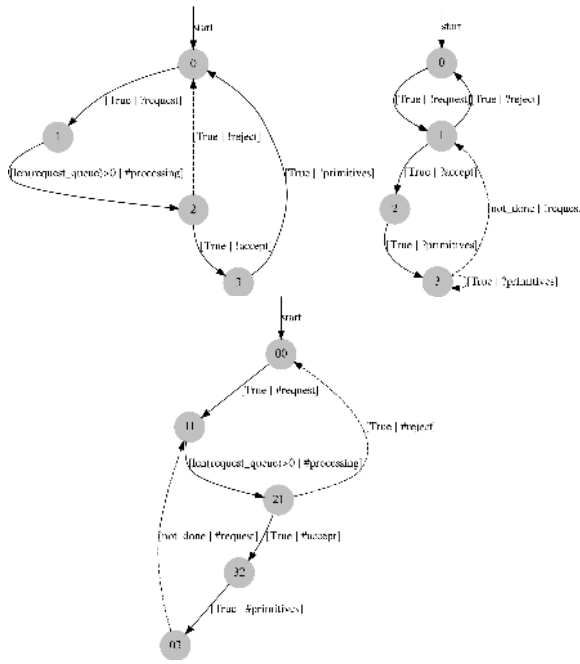 start
0
[True | ?request]
1
[True | !reject]
[len(request_queue)>0 | #processing]
[True | !primitives]
2
[True | !accept]
3
start
0
[True | !request]
[True | ?reject]
1
[True | ?accept]
2
not_done | !reques
[True | ?primitives]
3
[True | ?primitives]
start
00
[True | #request]
11
[True | #reject
[len(request_queue)>0 | #processing]
21
[not_done | #request]
[True | #accept]
32
[True | #primitives]
03